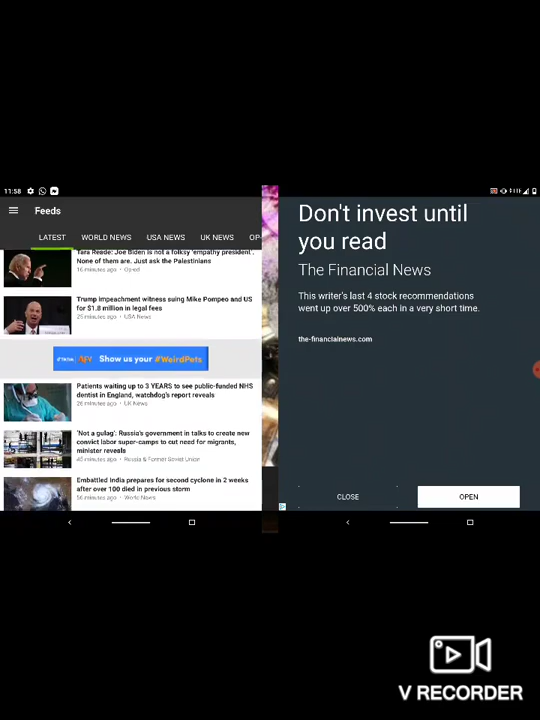 11:58
Feeds
LATEST WORLD NEWS USA NEWS UK NEWS OP
Tara Reade: Joe Biden is not a folksy 'empathy president'.
None of them are. Just ask the Palestinians
16 minutes ago • Op-ed
Trump impeachment witness suing Mike Pompeo and US
for $1.8 million in legal fees
25 minutes ago • USA News
Show us your #WeirdPets
Patients waiting up to 3 YEARS to see public-funded NHS
dentist in England, watchdog's report reveals
26 minutes ago • UK News
'Not a gulag': Russia's government in talks to create new
convict labor super-camps to cut need for migrants,
minister reveals
45 minutes ago • Russia & Former Soviet Union
Embattled India prepares for second cyclone in 2 weeks
after over 100 died in previous storm
56 minutes ago • World News
Don't invest until
you read
The Financial News
This writer's last 4 stock recommendations
went up over 500% each in a very short time.
the-financialnews.com
CLOSE
OPEN
V RECORDER